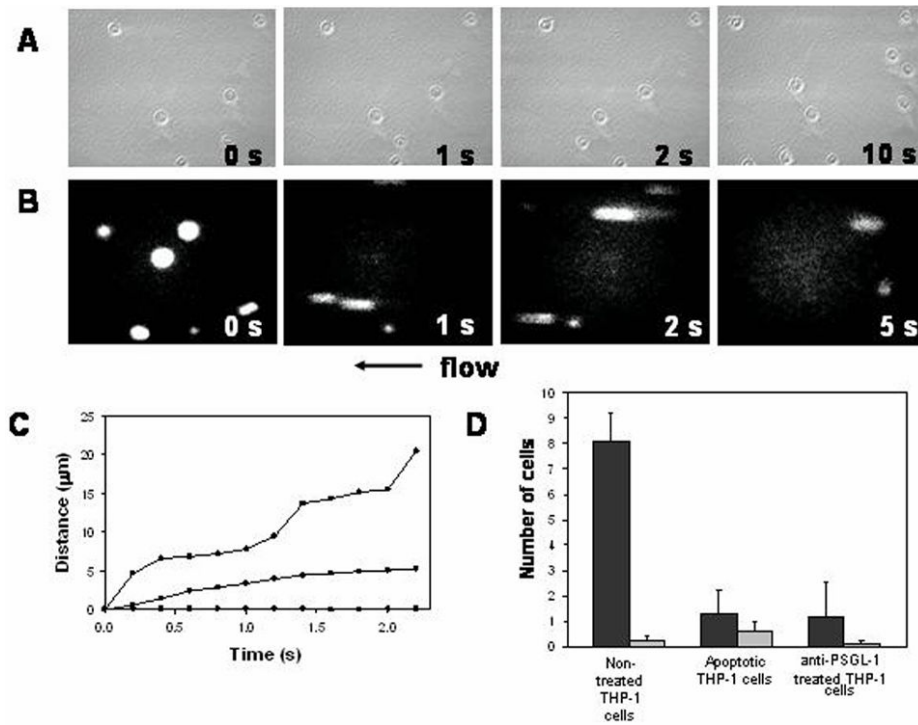 A
0 s
1 s
2 s
10 s
B
0 s
1 s
2 s
5 s
flow
C
25
20
15
10
5
0
Distance (µm)
0.0
0.5
1.0
1.5
2.0
Time (s)
D
10
9
8
7
6
5
4
3
2
1
0
Number of cells
Non-
treated
THP-1
cells
Apoptotic
THP-1 cells
anti-PSGL-1
treated THP-1
cells